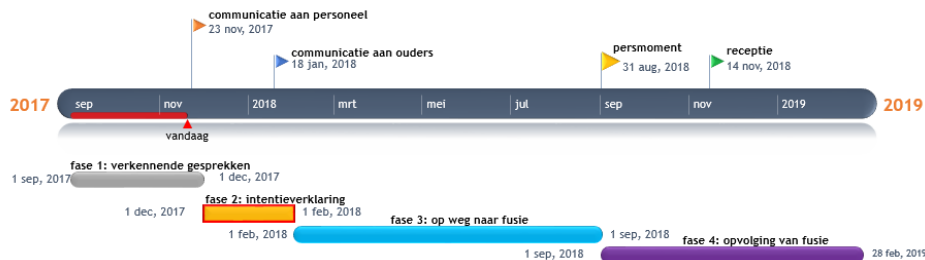 communicatie aan personeel
23 nov, 2017
communicatie aan ouders
18 jan, 2018
persmoment
31 aug, 2018
receptie
14 nov, 2018
2017 sep nov 2018 mrt mei jul sep nov 2019 2019
vandaag
fase 1: verkennende gesprekken
1 sep, 2017 1 dec, 2017
fase 2: intentieverklaring
1 dec, 2017 1 feb, 2018
fase 3: op weg naar fusie
1 feb, 2018 1 sep, 2018
fase 4: opvolging van fusie
1 sep, 2018 28 feb, 2019